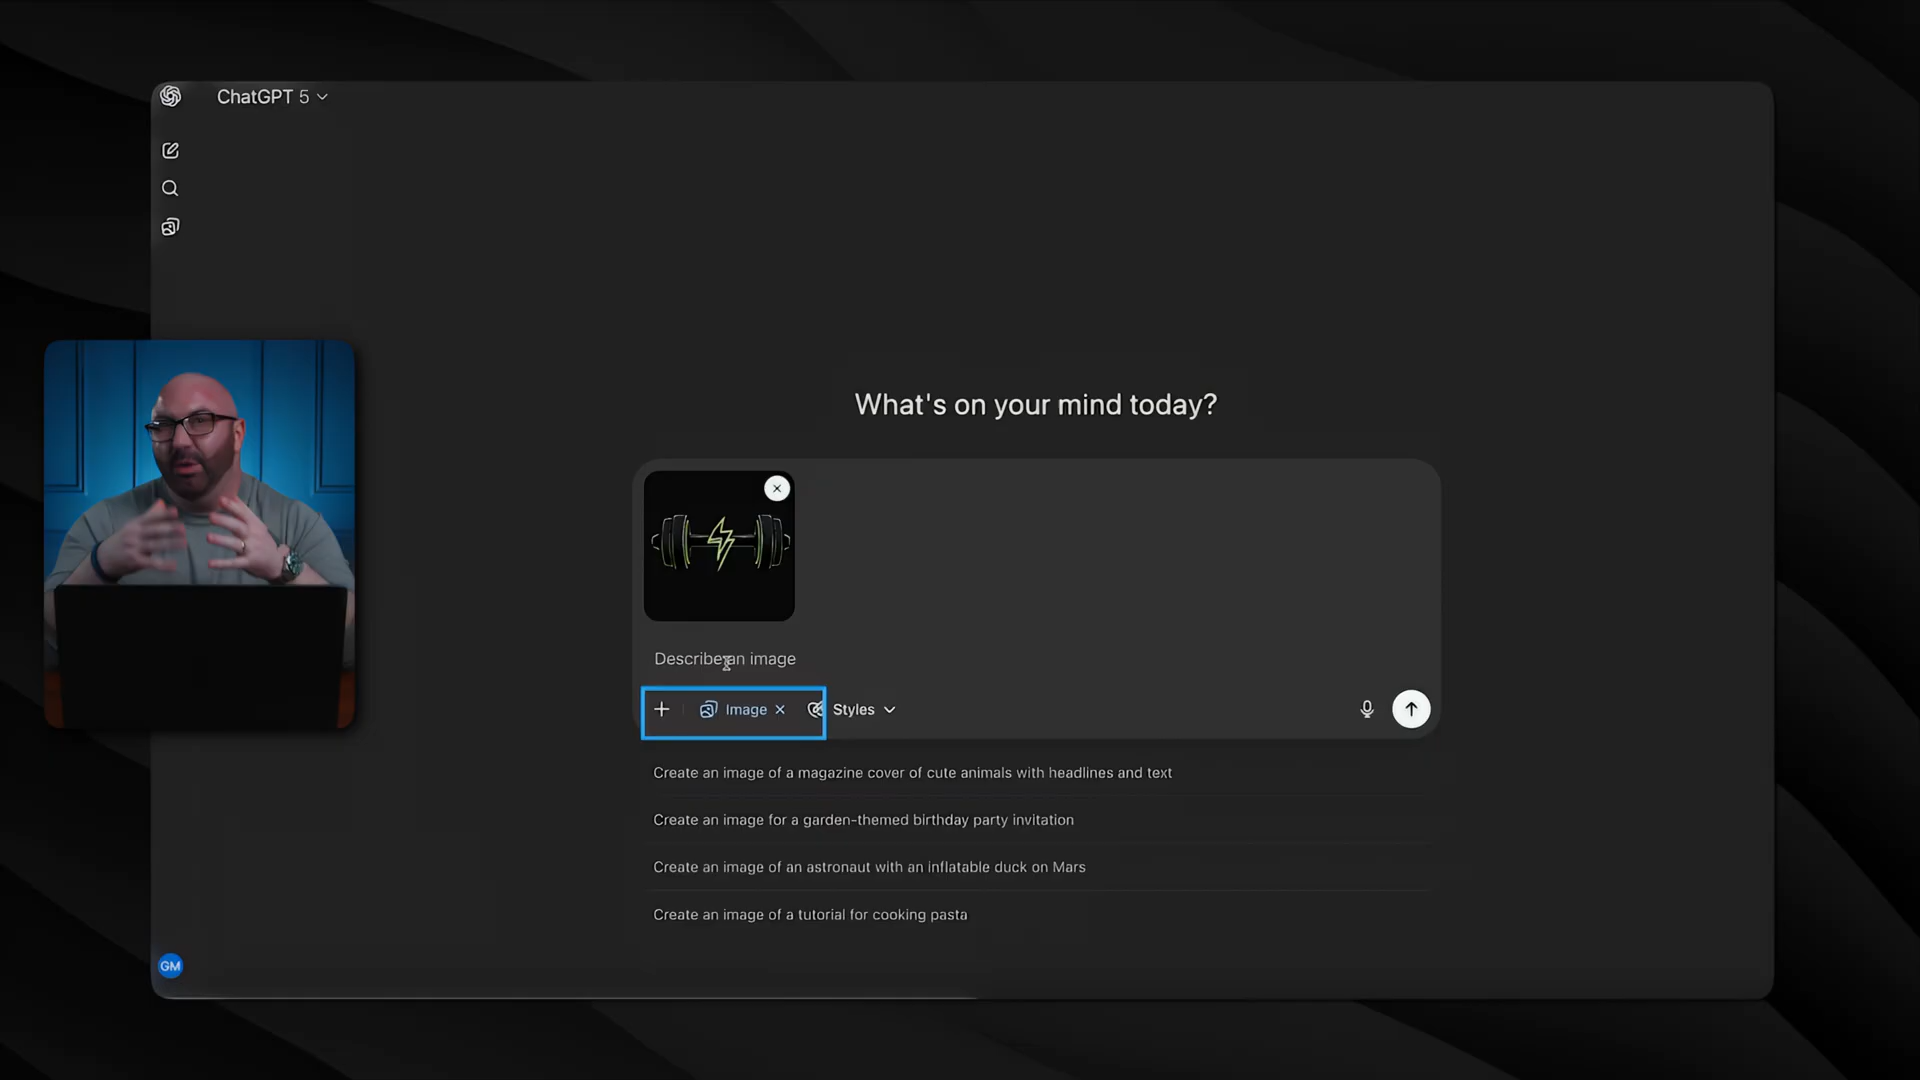 ChatGPT 5
What's on your mind today?
Describe an image
Image
Styles
Create an image of a magazine cover of cute animals with headlines and text
Create an image for a garden-themed birthday party invitation
Create an image of an astronaut with an inflatable duck on Mars
Create an image of a tutorial for cooking pasta
GM